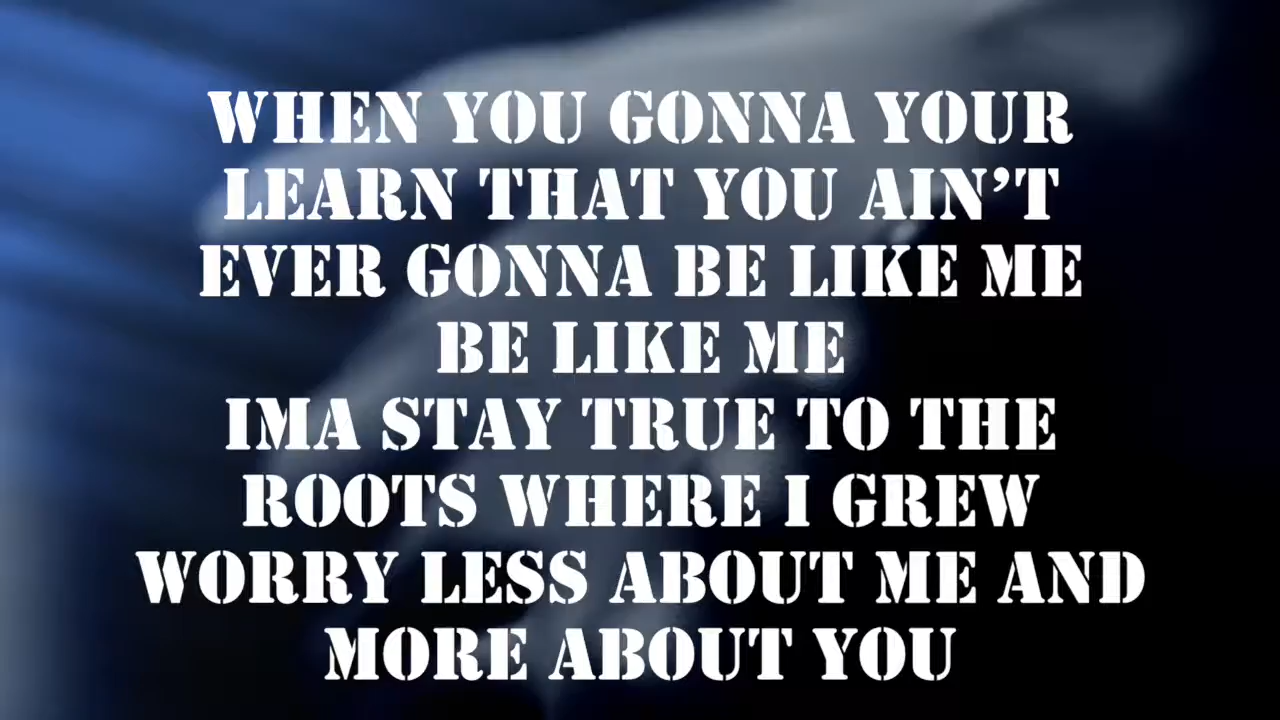 WHEN YOU GONNA YOUR
LEARN THAT YOU AIN’T
EVER GONNA BE LIKE ME
BE LIKE ME
IMA STAY TRUE TO THE
ROOTS WHERE I GREW
WORRY LESS ABOUT ME AND
MORE ABOUT YOU